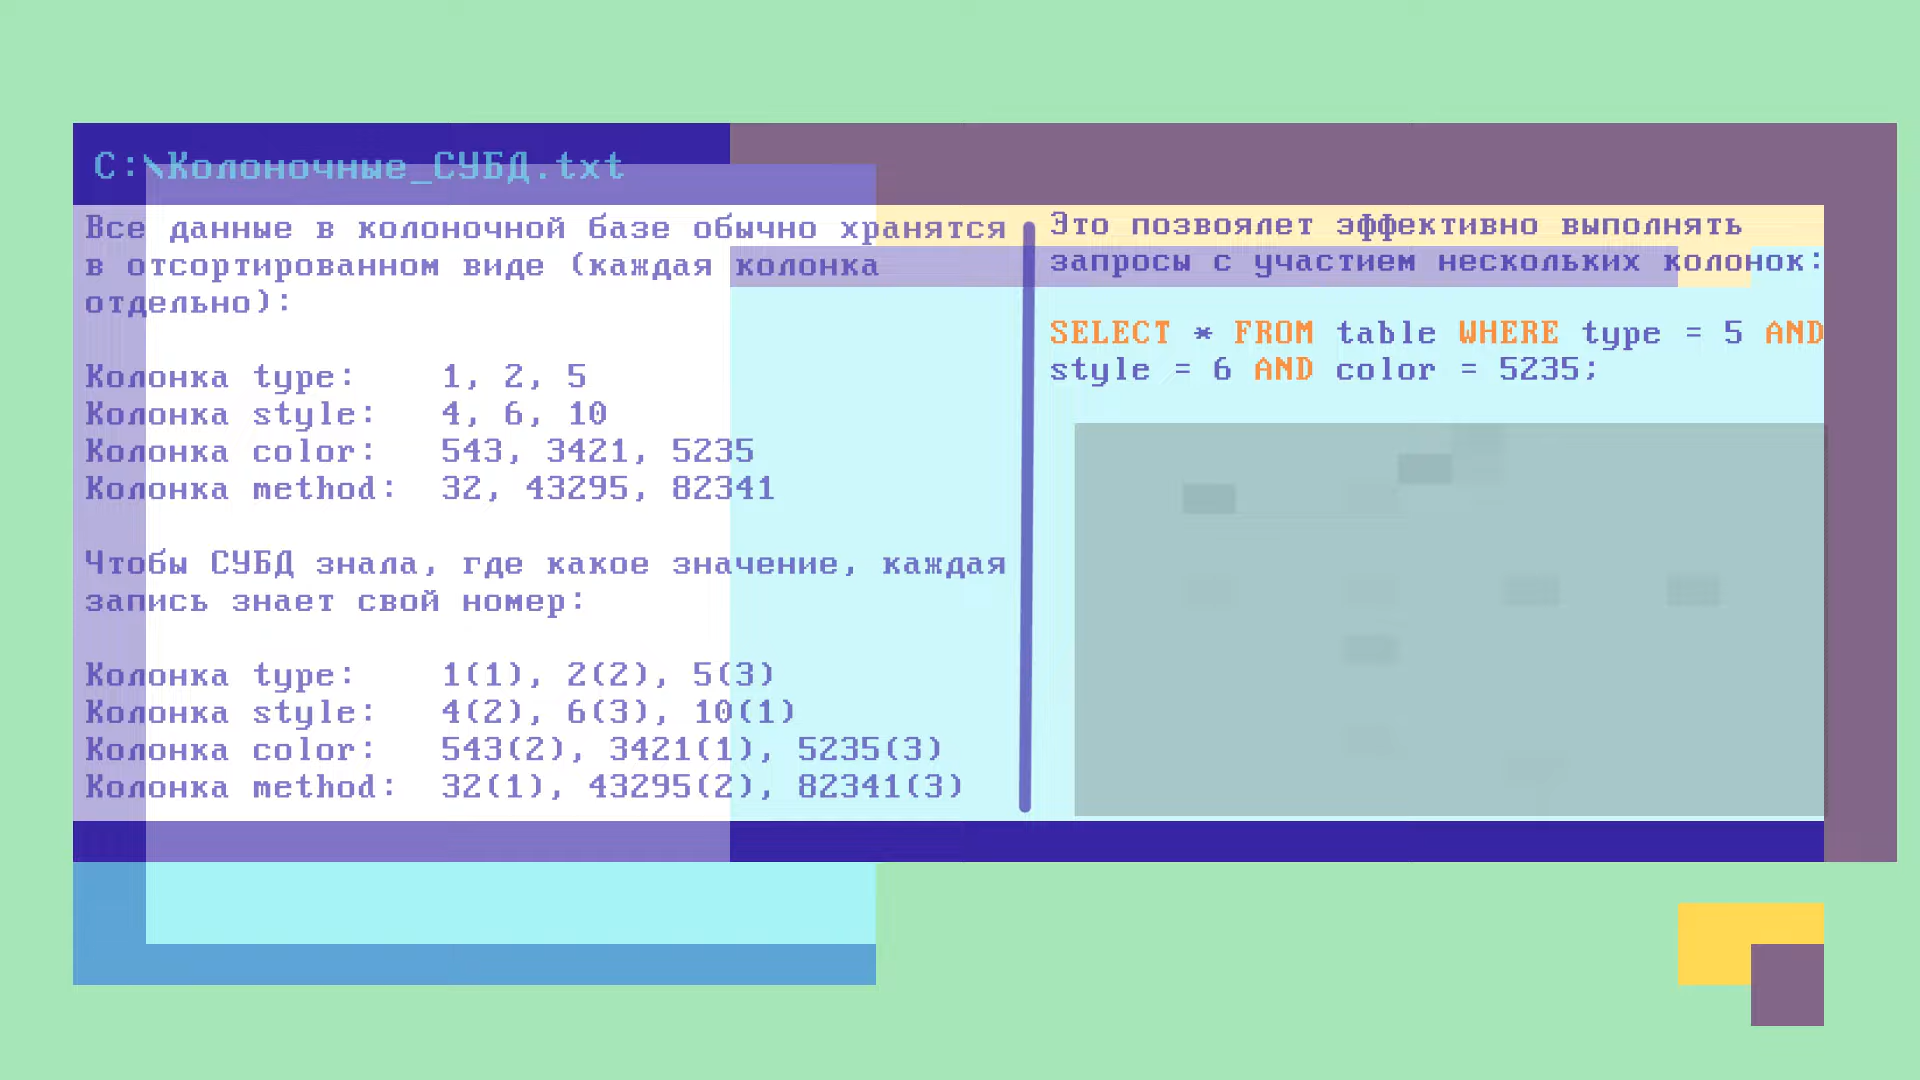 C:\Колоночные_СУБД.txt
Все данные в колоночной базе обычно хранятся
в отсортированном виде (каждая колонка
отдельно):
Колонка type: 1, 2, 5
Колонка style: 4, 6, 10
Колонка color: 543, 3421, 5235
Колонка method: 32, 43295, 82341
Чтобы СУБД знала, где какое значение, каждая
запись знает свой номер:
Колонка type: 1(1), 2(2), 5(3)
Колонка style: 4(2), 6(3), 10(1)
Колонка color: 543(2), 3421(1), 5235(3)
Колонка method: 32(1), 43295(2), 82341(3)
Это позвоялет эффективно выполнять
запросы с участием нескольких колонок:
SELECT * FROM table WHERE type = 5 AND
style = 6 AND color = 5235;